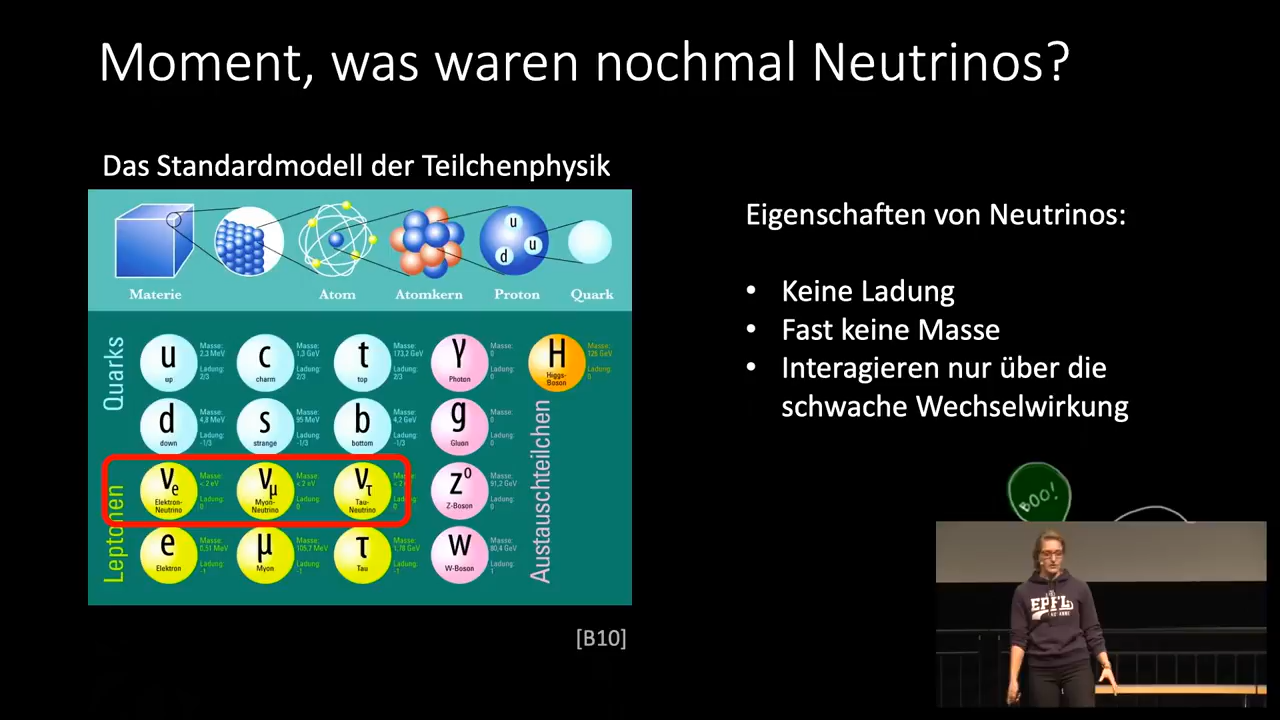 Moment, was waren nochmal Neutrinos?
Das Standardmodell der Teilchenphysik
u
u
d
Materie
Atom
Atomkern
Proton
Quark
Quarks
u
up
Masse:
2,3 MeV
Ladung:
2/3
c
charm
Masse:
1,3 GeV
Ladung:
2/3
t
top
Masse:
173,2 GeV
Ladung:
2/3
γ
Photon
Masse:
0
Ladung:
0
H
Higgs-
Boson
Masse:
126 GeV
Ladung:
0
d
down
Masse:
4,8 MeV
Ladung:
-1/3
s
strange
Masse:
95 MeV
Ladung:
-1/3
b
bottom
Masse:
4,2 GeV
Ladung:
-1/3
g
Gluon
Masse:
0
Ladung:
0
Leptonen
νe
Elektron-
Neutrino
Masse:
< 2 eV
Ladung:
0
νμ
Myon-
Neutrino
Masse:
< 2 eV
Ladung:
0
ντ
Tau-
Neutrino
Z⁰
Z-Boson
Masse:
91,2 GeV
Ladung:
0
e
Elektron
Masse:
0,51 MeV
Ladung:
-1
μ
Myon
Masse:
105,7 MeV
Ladung:
-1
τ
Tau
Masse:
1,78 GeV
Ladung:
-1
W
W-Boson
Masse:
80,4 GeV
Ladung:
1
Austauschteilchen
[B10]
Eigenschaften von Neutrinos:
• Keine Ladung
• Fast keine Masse
• Interagieren nur über die
schwache Wechselwirkung
BOO!
EPFL